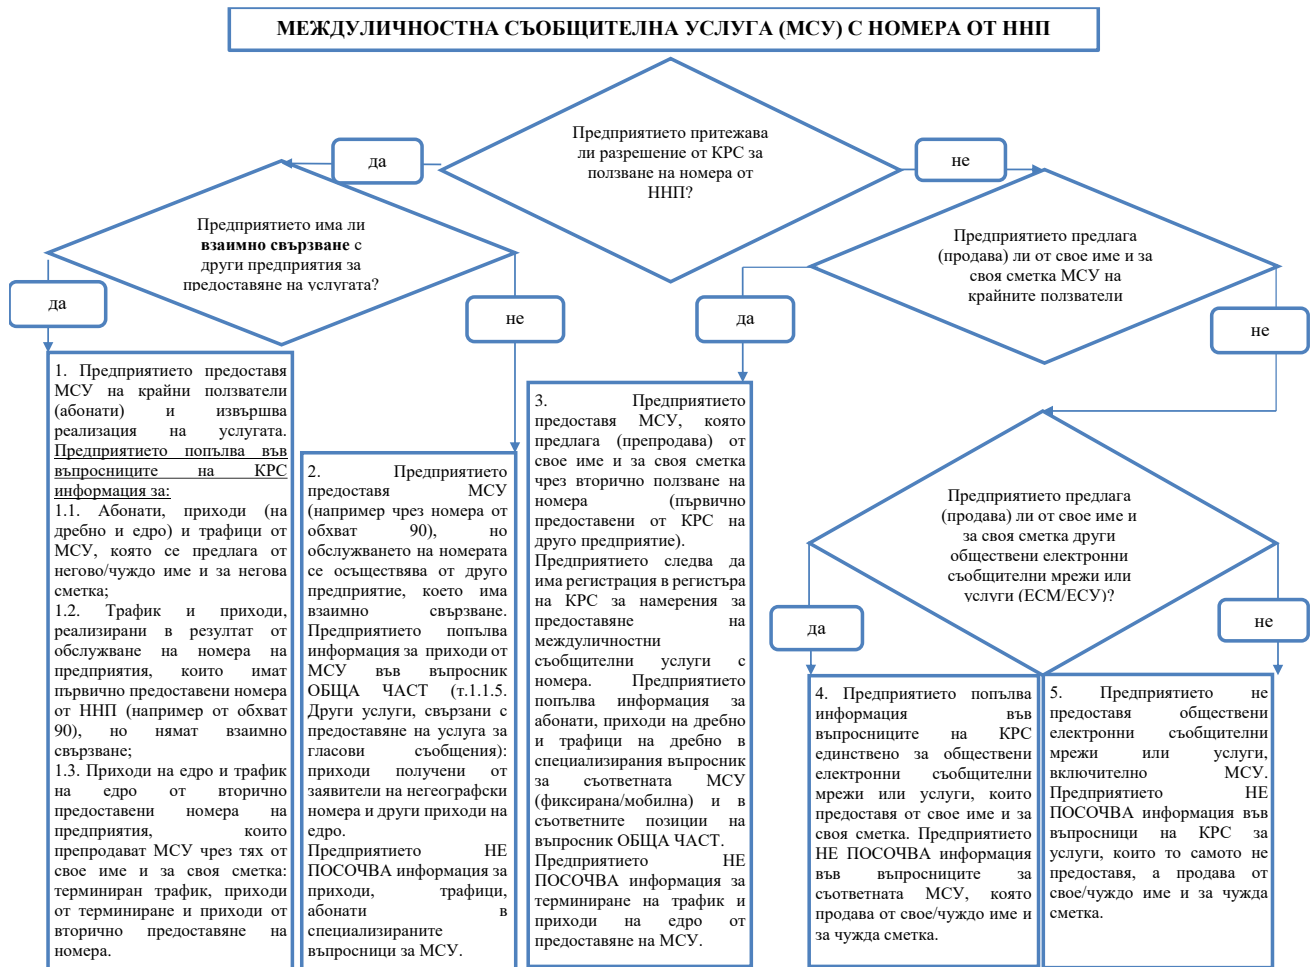 МЕЖДУЛИЧНОСТНА СЪОБЩИТЕЛНА УСЛУГА (МСУ) С НОМЕРА ОТ ННП
Предприятието притежава
ли разрешение от КРС за
ползване на номера от
ННП?
да
не
Предприятието има ли
взаимно свързване с
други предприятия за
предоставяне на услугата?
Предприятието предлага
(продава) ли от свое име и за
своя сметка МСУ на
крайните ползватели
да
не
да
не
1. Предприятието предоставя
МСУ на крайни ползватели
(абонати) и извършва
реализация на услугата.
Предприятието попълва във
въпросниците на КРС
информация за:
1.1. Абонати, приходи (на
дребно и едро) и трафици от
МСУ, която се предлага от
негово/чуждо име и за негова
сметка;
1.2. Трафик и приходи,
реализирани в резултат от
обслужване на номера на
предприятия, които имат
първично предоставени номера
от ННП (например от обхват
90), но нямат взаимно
свързване;
1.3. Приходи на едро и трафик
на едро от вторично
предоставени номера на
предприятия, които
препродават МСУ чрез тях от
свое име и за своя сметка:
терминиран трафик, приходи
от терминиране и приходи от
вторично предоставяне на
номера.
2. Предприятието
предоставя МСУ
(например чрез номера от
обхват 90), но
обслужването на номерата
се осъществява от друго
предприятие, което има
взаимно свързване.
Предприятието попълва
информация за приходи от
МСУ във въпросник
ОБЩА ЧАСТ (т.1.1.5.
Други услуги, свързани с
предоставяне на услуга за
гласови съобщения):
приходи получени от
заявители на негеографски
номера и други приходи на
едро.
Предприятието НЕ
ПОСОЧВА информация за
приходи, трафици,
абонати в
специализираните
въпросници за МСУ.
3. Предприятието
предоставя МСУ, която
предлага (препродава) от
свое име и за своя сметка
чрез вторично ползване на
номера (първично
предоставени от КРС на
друго предприятие).
Предприятието следва да
има регистрация в регистъра
на КРС за намерения за
предоставяне на
междуличностни
съобщителни услуги с
номера. Предприятието
попълва информация за
абонати, приходи на дребно
и трафици на дребно в
специализирания въпросник
за съответната МСУ
(фиксирана/мобилна) и в
съответните позиции на
въпросник ОБЩА ЧАСТ.
Предприятието НЕ
ПОСОЧВА информация за
терминиране на трафик и
приходи на едро от
предоставяне на МСУ.
Предприятието предлага
(продава) ли от свое име и
за своя сметка други
обществени електронни
съобщителни мрежи или
услуги (ЕСМ/ЕСУ)?
да
не
4. Предприятието попълва
информация във
въпросниците на КРС
единствено за обществени
електронни съобщителни
мрежи или услуги, които
предоставя от свое име и за
своя сметка. Предприятието
НЕ ПОСОЧВА информация
във въпросниците за
съответната МСУ, която
продава от свое/чуждо име и
за чужда сметка.
5. Предприятието не
предоставя обществени
електронни съобщителни
мрежи или услуги,
включително МСУ.
Предприятието НЕ
ПОСОЧВА информация във
въпросници на КРС за
услуги, които то самото не
предоставя, а продава от
свое/чуждо име и за чужда
сметка.